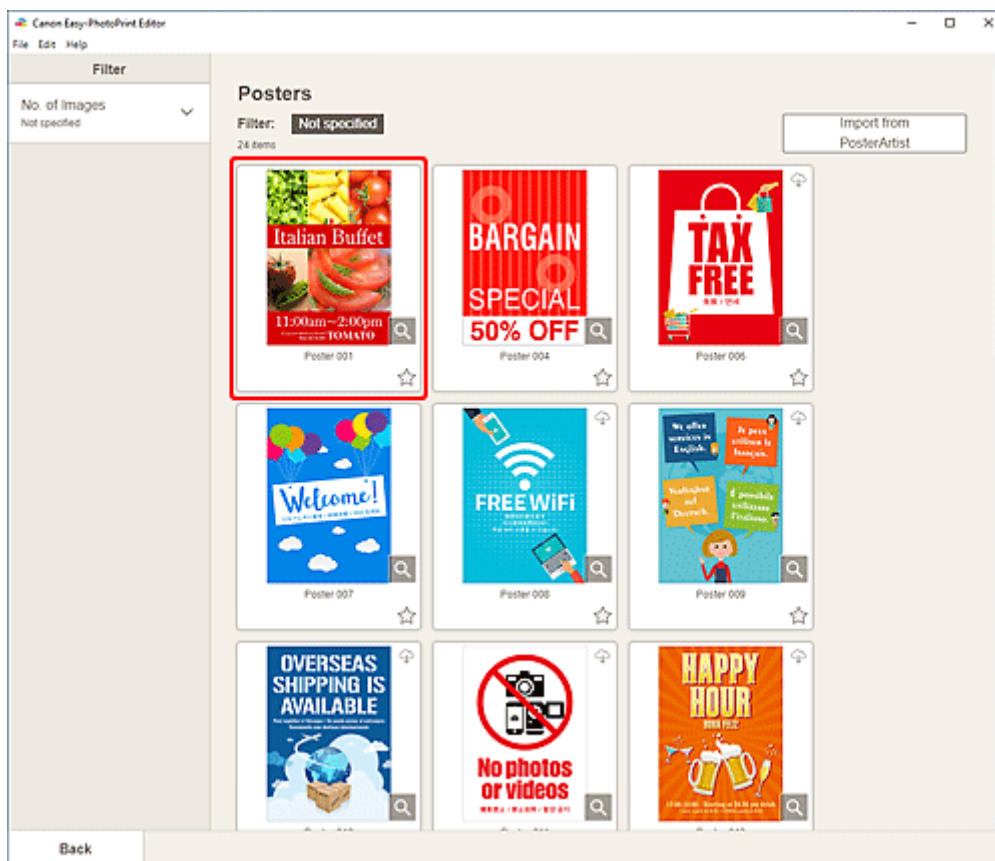 Canon Easy-PhotoPrint Editor
File Edit Help
Filter
No. of Images
Not specified
Posters
Filter: Not specified
24 items
Import from
PosterArtist
Italian Buffet
11:00am~2:00pm
TOMATO
Poster 001
BARGAIN
SPECIAL
50% OFF
Poster 004
TAX
FREE
Poster 006
Welcome!
Poster 007
FREE WiFi
Poster 008
We offer
services in
English.
Je peux
utiliser le
français.
É possibile
utilizzare
l'italiano.
Poster 009
OVERSEAS
SHIPPING IS
AVAILABLE
No photos
or videos
HAPPY
HOUR
Back